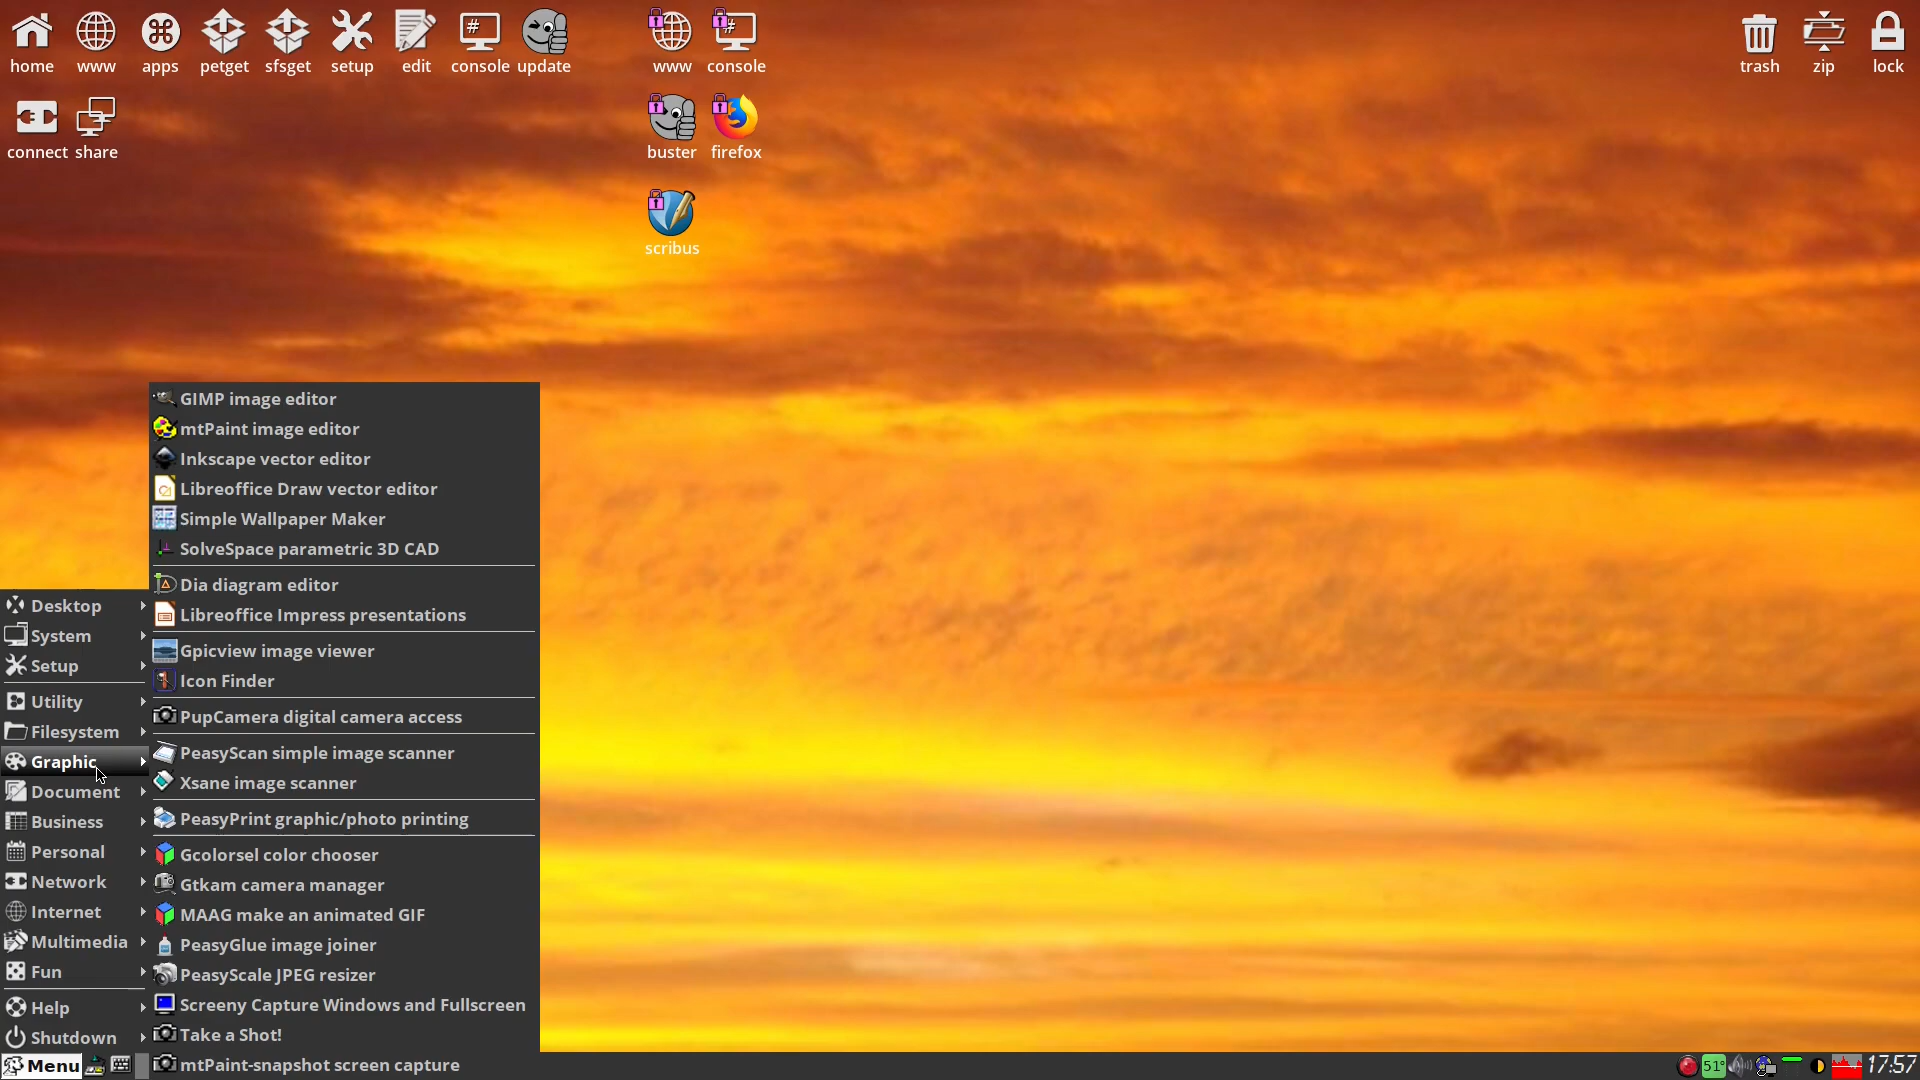 home www apps petget sfsget setup edit console update www console trash zip lock
#
#
#
connect share buster firefox
scribus
GIMP image editor
mtPaint image editor
Inkscape vector editor
Libreoffice Draw vector editor
Simple Wallpaper Maker
SolveSpace parametric 3D CAD
Dia diagram editor
Libreoffice Impress presentations
Gpicview image viewer
Icon Finder
PupCamera digital camera access
PeasyScan simple image scanner
Xsane image scanner
PeasyPrint graphic/photo printing
Gcolorsel color chooser
Gtkam camera manager
MAAG make an animated GIF
PeasyGlue image joiner
PeasyScale JPEG resizer
Screeny Capture Windows and Fullscreen
Take a Shot!
mtPaint-snapshot screen capture
Desktop
System
Setup
Utility
Filesystem
Graphic
Document
Business
Personal
Network
Internet
Multimedia
Fun
Help
Shutdown
Menu
51°
17:57